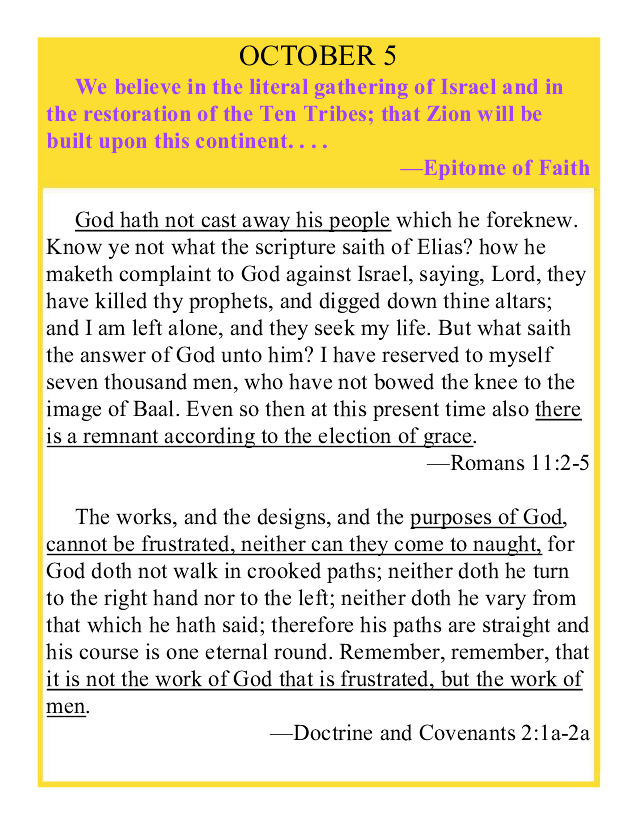 OCTOBER 5
We believe in the literal gathering of Israel and in
the restoration of the Ten Tribes; that Zion will be
built upon this continent. . . .
—Epitome of Faith
God hath not cast away his people which he foreknew.
Know ye not what the scripture saith of Elias? how he
maketh complaint to God against Israel, saying, Lord, they
have killed thy prophets, and digged down thine altars;
and I am left alone, and they seek my life. But what saith
the answer of God unto him? I have reserved to myself
seven thousand men, who have not bowed the knee to the
image of Baal. Even so then at this present time also there
is a remnant according to the election of grace.
—Romans 11:2-5
The works, and the designs, and the purposes of God,
cannot be frustrated, neither can they come to naught, for
God doth not walk in crooked paths; neither doth he turn
to the right hand nor to the left; neither doth he vary from
that which he hath said; therefore his paths are straight and
his course is one eternal round. Remember, remember, that
it is not the work of God that is frustrated, but the work of
men.
—Doctrine and Covenants 2:1a-2a